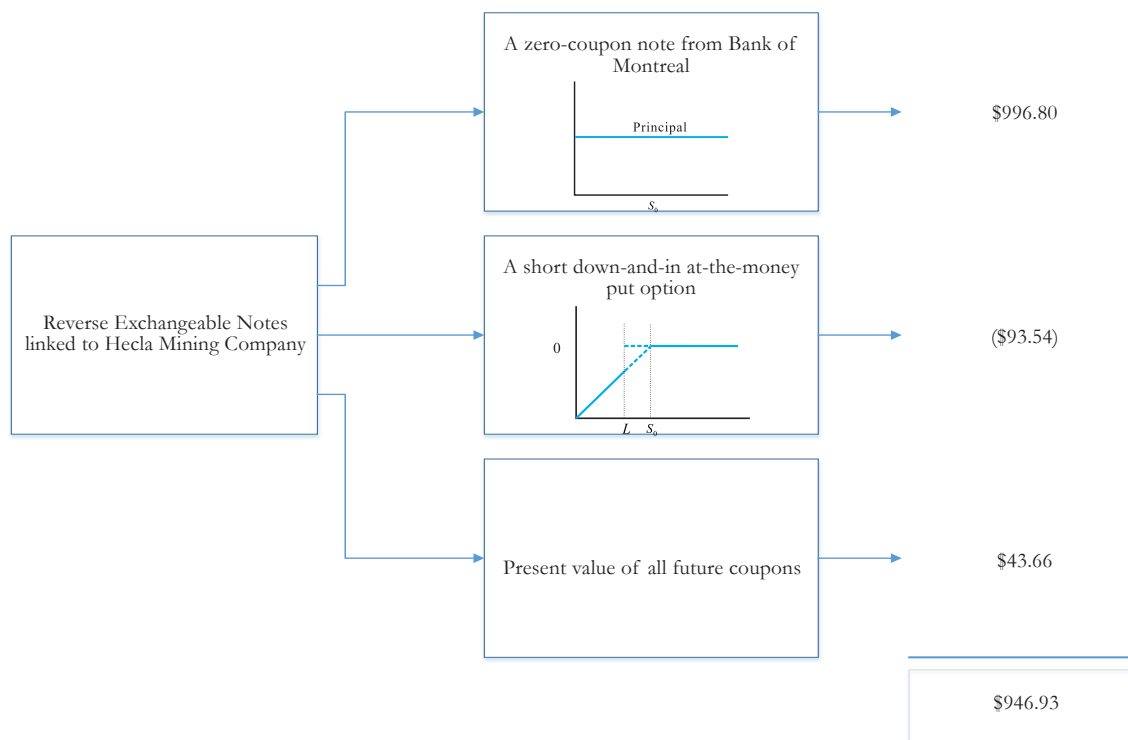 A zero-coupon note from Bank of
Montreal
Principal
S₀
$996.80
Reverse Exchangeable Notes
linked to Hecla Mining Company
A short down-and-in at-the-money
put option
0
L S₀
($93.54)
Present value of all future coupons
$43.66
$946.93